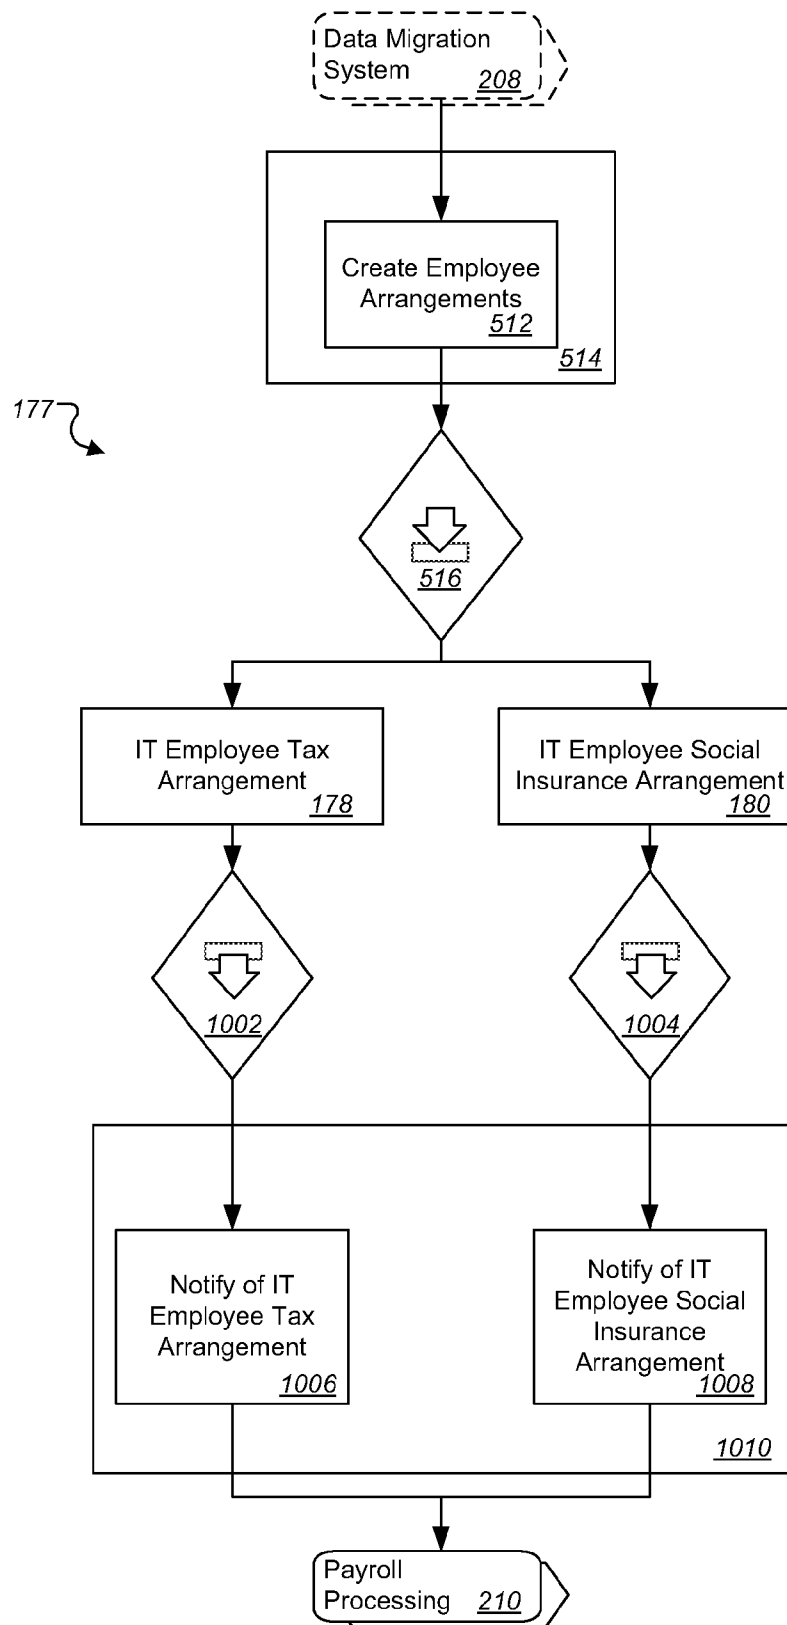 Data Migration
System
208
Create Employee
Arrangements
512
514
177
516
IT Employee Tax
Arrangement
178
IT Employee Social
Insurance Arrangement
180
1002
1004
Notify of IT
Employee Tax
Arrangement
1006
Notify of IT
Employee Social
Insurance
Arrangement
1008
1010
Payroll
Processing
210